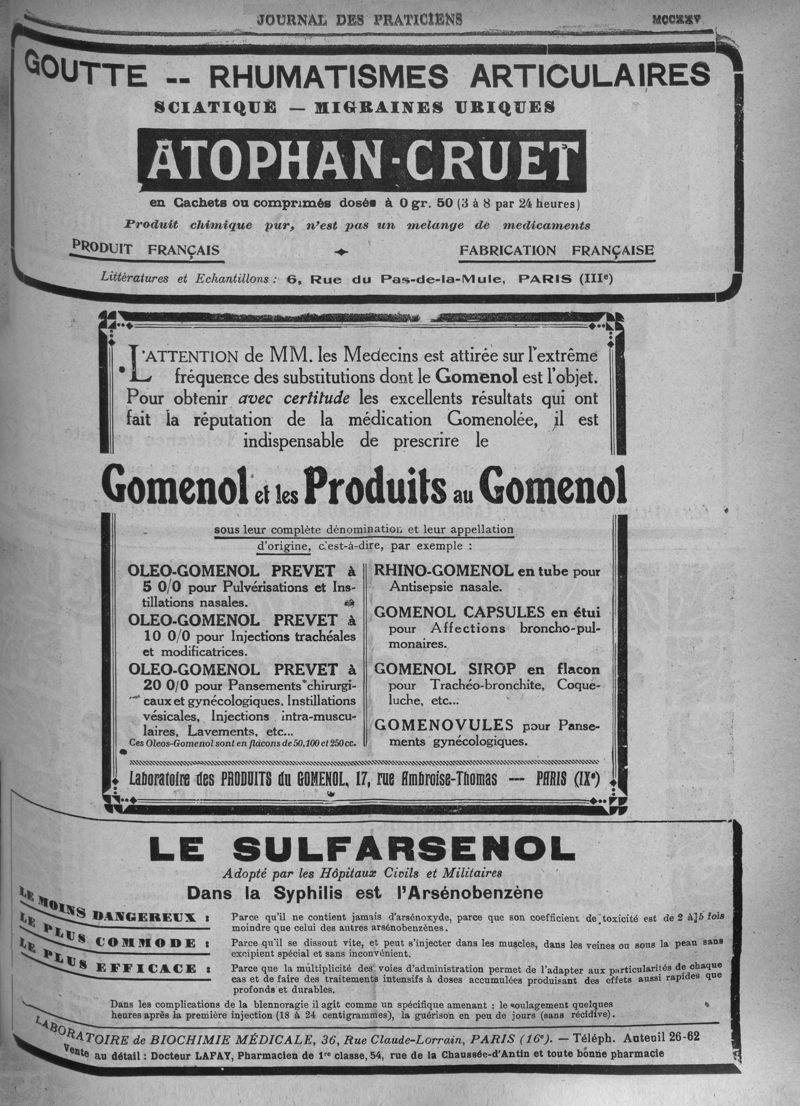 JOURNAL DES PRATICIENS
MCCXXV
GOUTTE -- RHUMATISMES ARTICULAIRES
SCIATIQUE — MIGRAINES URIQUES
ATOPHAN-CRUET
en Cachets ou comprimés dosés à 0 gr. 50 (3 à 8 par 24 heures)
Produit chimique pur, n'est pas un melange de medicaments
PRODUIT FRANÇAIS
FABRICATION FRANÇAISE
Littératures et Echantillons : 6, Rue du Pas-de-la-Mule, PARIS (IIIe)
L'ATTENTION de MM. les Medecins est attirée sur l'extrême
fréquence des substitutions dont le Gomenol est l'objet.
Pour obtenir avec certitude les excellents résultats qui ont
fait la réputation de la médication Gomenolée, il est
indispensable de prescrire le
Gomenol et les Produits au Gomenol
sous leur complète dénomination et leur appellation
d'origine, c'est-à-dire, par exemple :
OLEO-GOMENOL PREVET à
5 0/0 pour Pulvérisations et Ins-
tillations nasales.
OLEO-GOMENOL PREVET à
10 0/0 pour Injections trachéales
et modificatrices.
OLEO-GOMENOL PREVET à
20 0/0 pour Pansements chirurgi-
caux et gynécologiques, Instillations
vésicales, Injections intra-muscu-
laires, Lavements, etc...
Ces Oleos-Gomenol sont en flacons de 50, 100 et 250 cc.
RHINO-GOMENOL en tube pour
Antisepsie nasale.
GOMENOL CAPSULES en étui
pour Affections broncho-pul-
monaires.
GOMENOL SIROP en flacon
pour Trachéo-bronchite, Coque-
luche, etc...
GOMENOVULES pour Panse-
ments gynécologiques.
Laboratoire des PRODUITS du GOMENOL, 17, rue Ambroise-Thomas — PARIS (IXe)
LE SULFARSENOL
Adopté par les Hôpitaux Civils et Militaires
Dans la Syphilis est l'Arsénobenzène
LE MOINS DANGEREUX :
Parce qu'il ne contient jamais d'arsénoxyde, parce que son coefficient de toxicité est de 2 à 5 fois
moindre que celui des autres arsénobenzènes.
LE PLUS COMMODE :
Parce qu'il se dissout vite, et peut s'injecter dans les muscles, dans les veines ou sous la peau sans
excipient spécial et sans inconvénient.
LE PLUS EFFICACE :
Parce que la multiplicité des voies d'administration permet de l'adapter aux particularités de chaque
cas et de faire des traitements intensifs à doses accumulées produisant des effets aussi rapides que
profonds et durables.
Dans les complications de la blennoragie il agit comme un spécifique amenant : le soulagement quelques
heures après la première injection (18 à 24 centigrammes), la guérison en peu de jours (sans récidive).
LABORATOIRE de BIOCHIMIE MÉDICALE, 36, Rue Claude-Lorrain, PARIS (16e). — Téléph. Auteuil 26-62
Vente au détail : Docteur LAFAY, Pharmacien de 1re classe, 54, rue de la Chaussée-d'Antin et toute bonne pharmacie